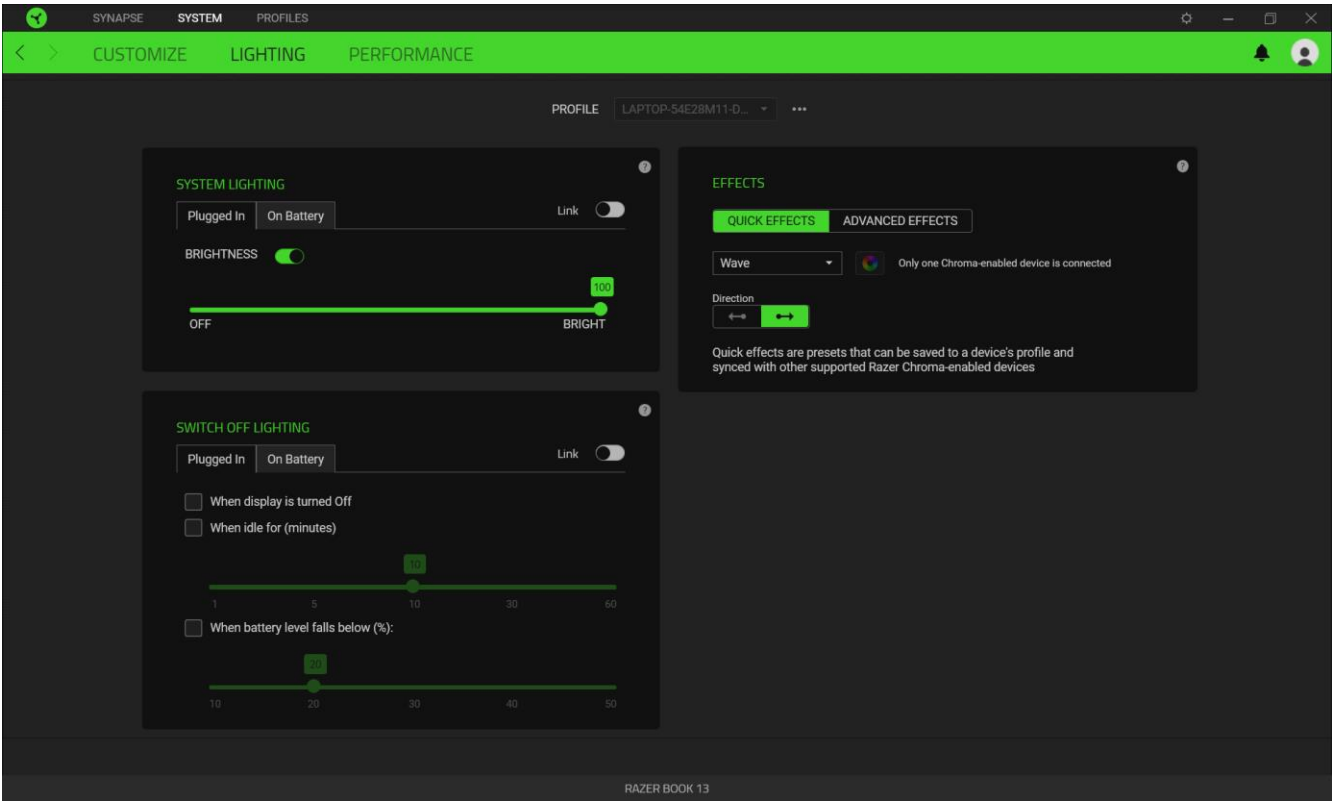 SYNAPSE SYSTEM PROFILES
CUSTOMIZE LIGHTING PERFORMANCE
PROFILE LAPTOP-54E28M11-D... 
SYSTEM LIGHTING
Plugged In On Battery Link
BRIGHTNESS
100
OFF BRIGHT
EFFECTS
QUICK EFFECTS ADVANCED EFFECTS
Wave Only one Chroma-enabled device is connected
Direction
Quick effects are presets that can be saved to a device's profile and
synced with other supported Razer Chroma-enabled devices
SWITCH OFF LIGHTING
Plugged In On Battery Link
When display is turned Off
When idle for (minutes)
10
1 5 10 30 60
When battery level falls below (%):
20
10 20 30 40 50
RAZER BOOK 13